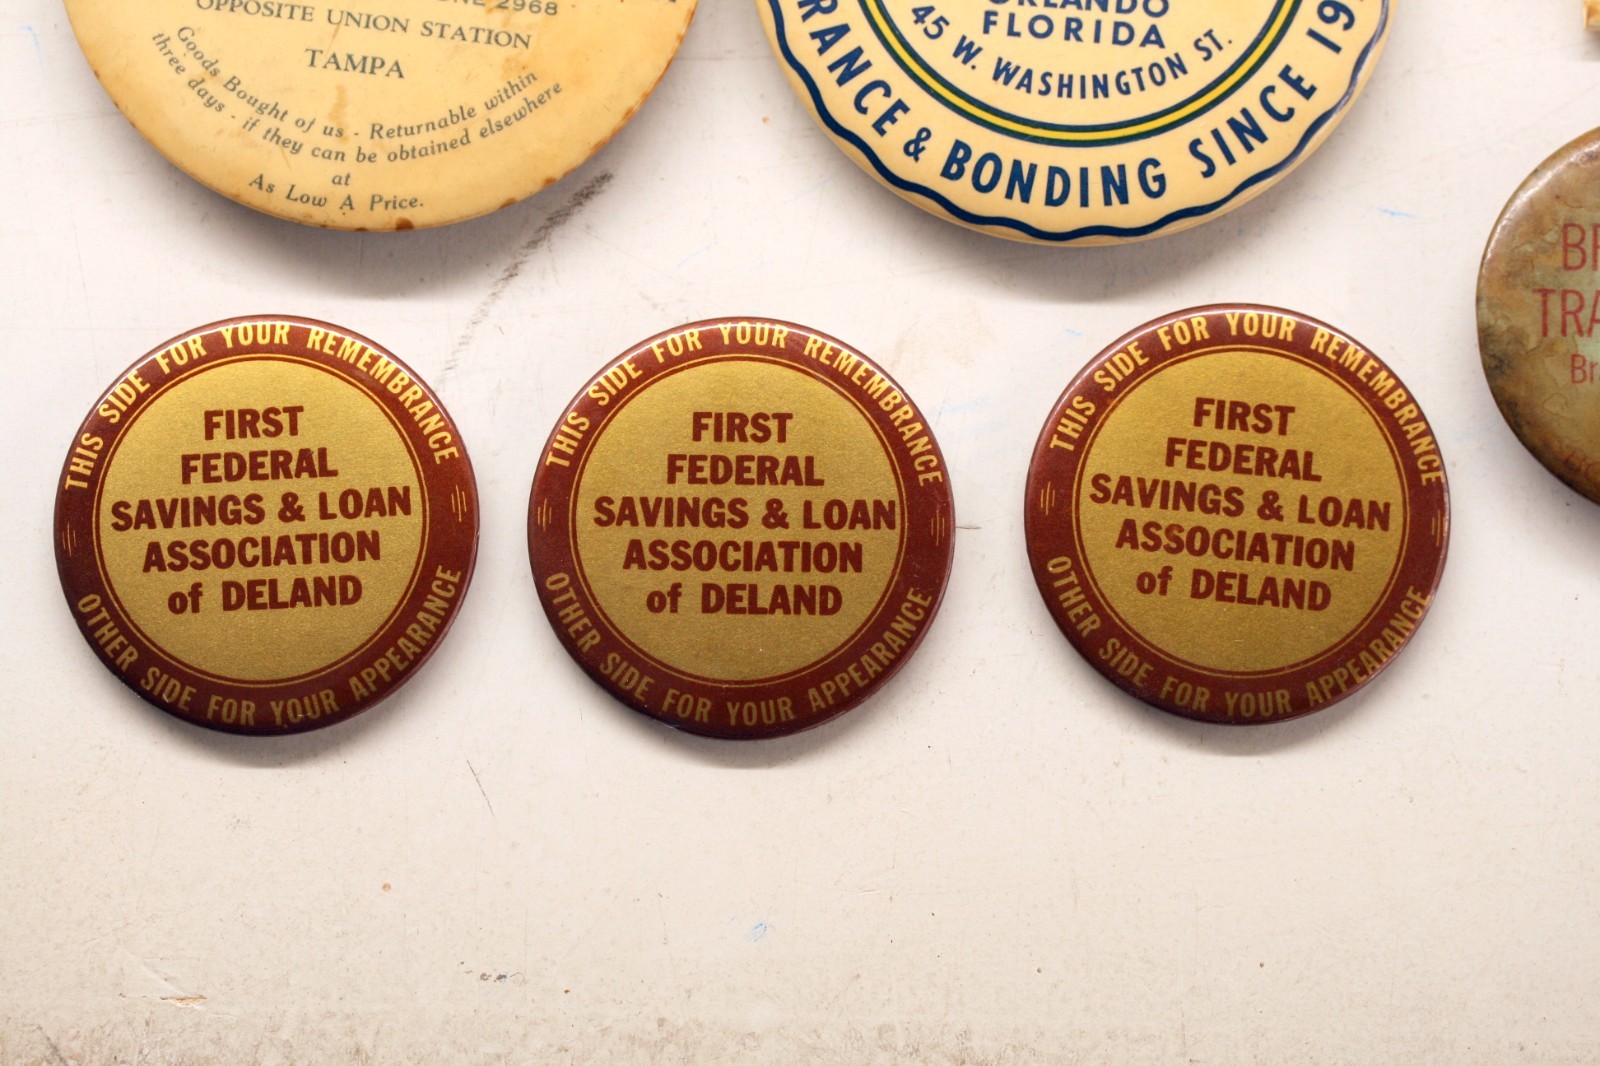 2968
OPPOSITE UNION STATION
TAMPA
Goods Bought of us - Returnable within
three days - if they can be obtained elsewhere
at
As Low A Price.
ORLANDO
FLORIDA
45 W. WASHINGTON ST.
& BONDING SINCE
THIS SIDE FOR YOUR REMEMBRANCE
FIRST
FEDERAL
SAVINGS & LOAN
ASSOCIATION
of DELAND
OTHER SIDE FOR YOUR APPEARANCE
THIS SIDE FOR YOUR REMEMBRANCE
FIRST
FEDERAL
SAVINGS & LOAN
ASSOCIATION
of DELAND
OTHER SIDE FOR YOUR APPEARANCE
THIS SIDE FOR YOUR REMEMBRANCE
FIRST
FEDERAL
SAVINGS & LOAN
ASSOCIATION
of DELAND
OTHER SIDE FOR YOUR APPEARANCE